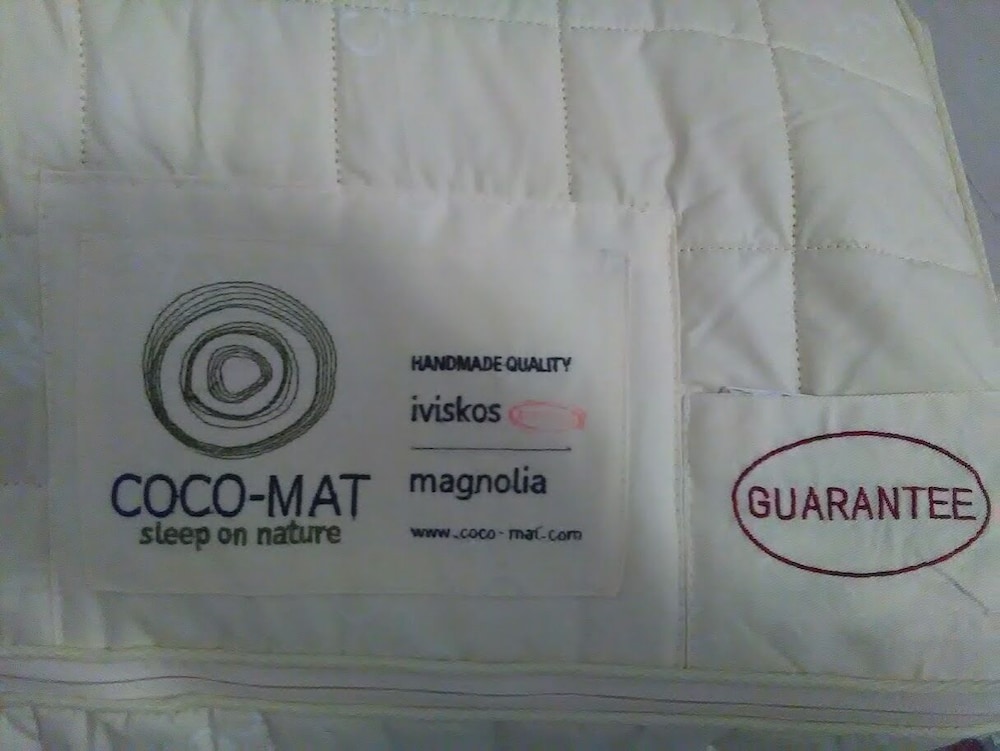 COCO-MAT
sleep on nature
HANDMADE QUALITY
iviskos
magnolia
www.coco-mat.com
GUARANTEE